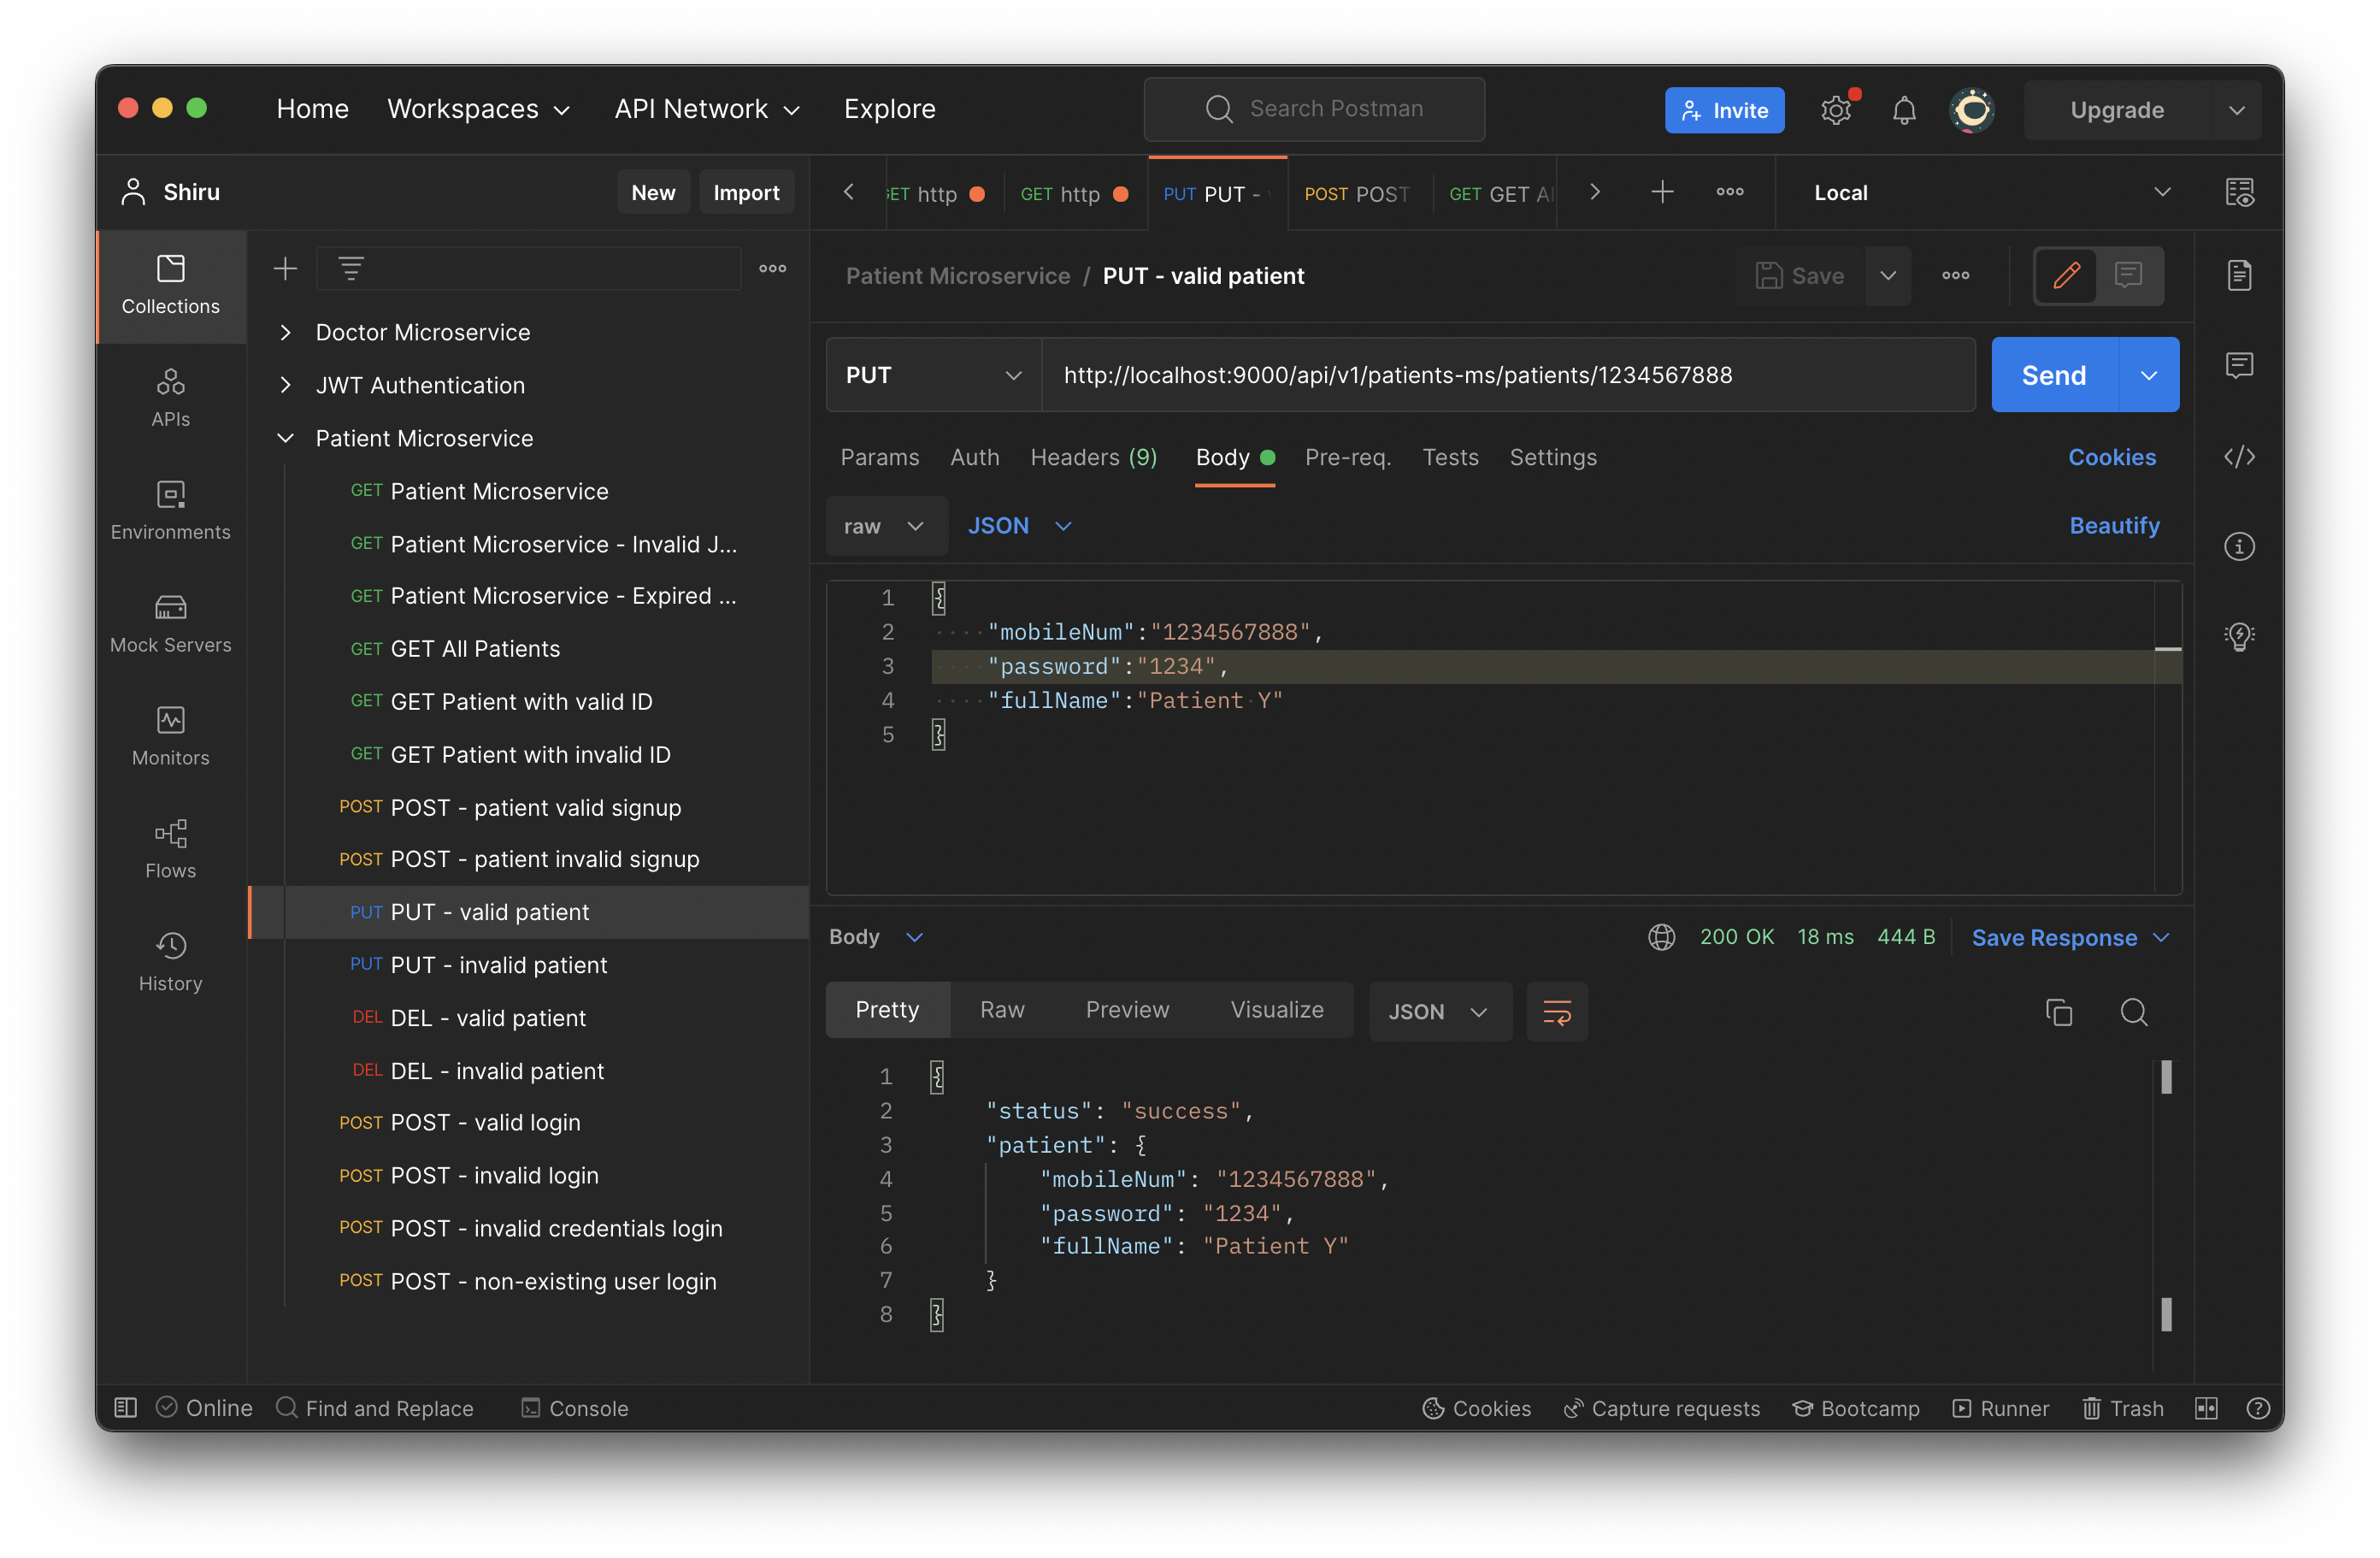 Home Workspaces API Network Explore Search Postman Invite Upgrade
Shiru New Import
GET http GET http PUT PUT - POST POST GET GET Al Local
Collections
APIs
Environments
Mock Servers
Monitors
Flows
History
Doctor Microservice
JWT Authentication
Patient Microservice
GET Patient Microservice
GET Patient Microservice - Invalid J...
GET Patient Microservice - Expired ...
GET GET All Patients
GET GET Patient with valid ID
GET GET Patient with invalid ID
POST POST - patient valid signup
POST POST - patient invalid signup
PUT PUT - valid patient
PUT PUT - invalid patient
DEL DEL - valid patient
DEL DEL - invalid patient
POST POST - valid login
POST POST - invalid login
POST POST - invalid credentials login
POST POST - non-existing user login
Patient Microservice / PUT - valid patient Save
PUT http://localhost:9000/api/v1/patients-ms/patients/1234567888 Send
Params Auth Headers (9) Body Pre-req. Tests Settings Cookies
raw JSON Beautify
1 {
2 "mobileNum":"1234567888",
3 "password":"1234",
4 "fullName":"Patient Y"
5 }
Body 200 OK 18 ms 444 B Save Response
Pretty Raw Preview Visualize JSON
1 {
2 "status": "success",
3 "patient": {
4 "mobileNum": "1234567888",
5 "password": "1234",
6 "fullName": "Patient Y"
7 }
8 }
Online Find and Replace Console Cookies Capture requests Bootcamp Runner Trash